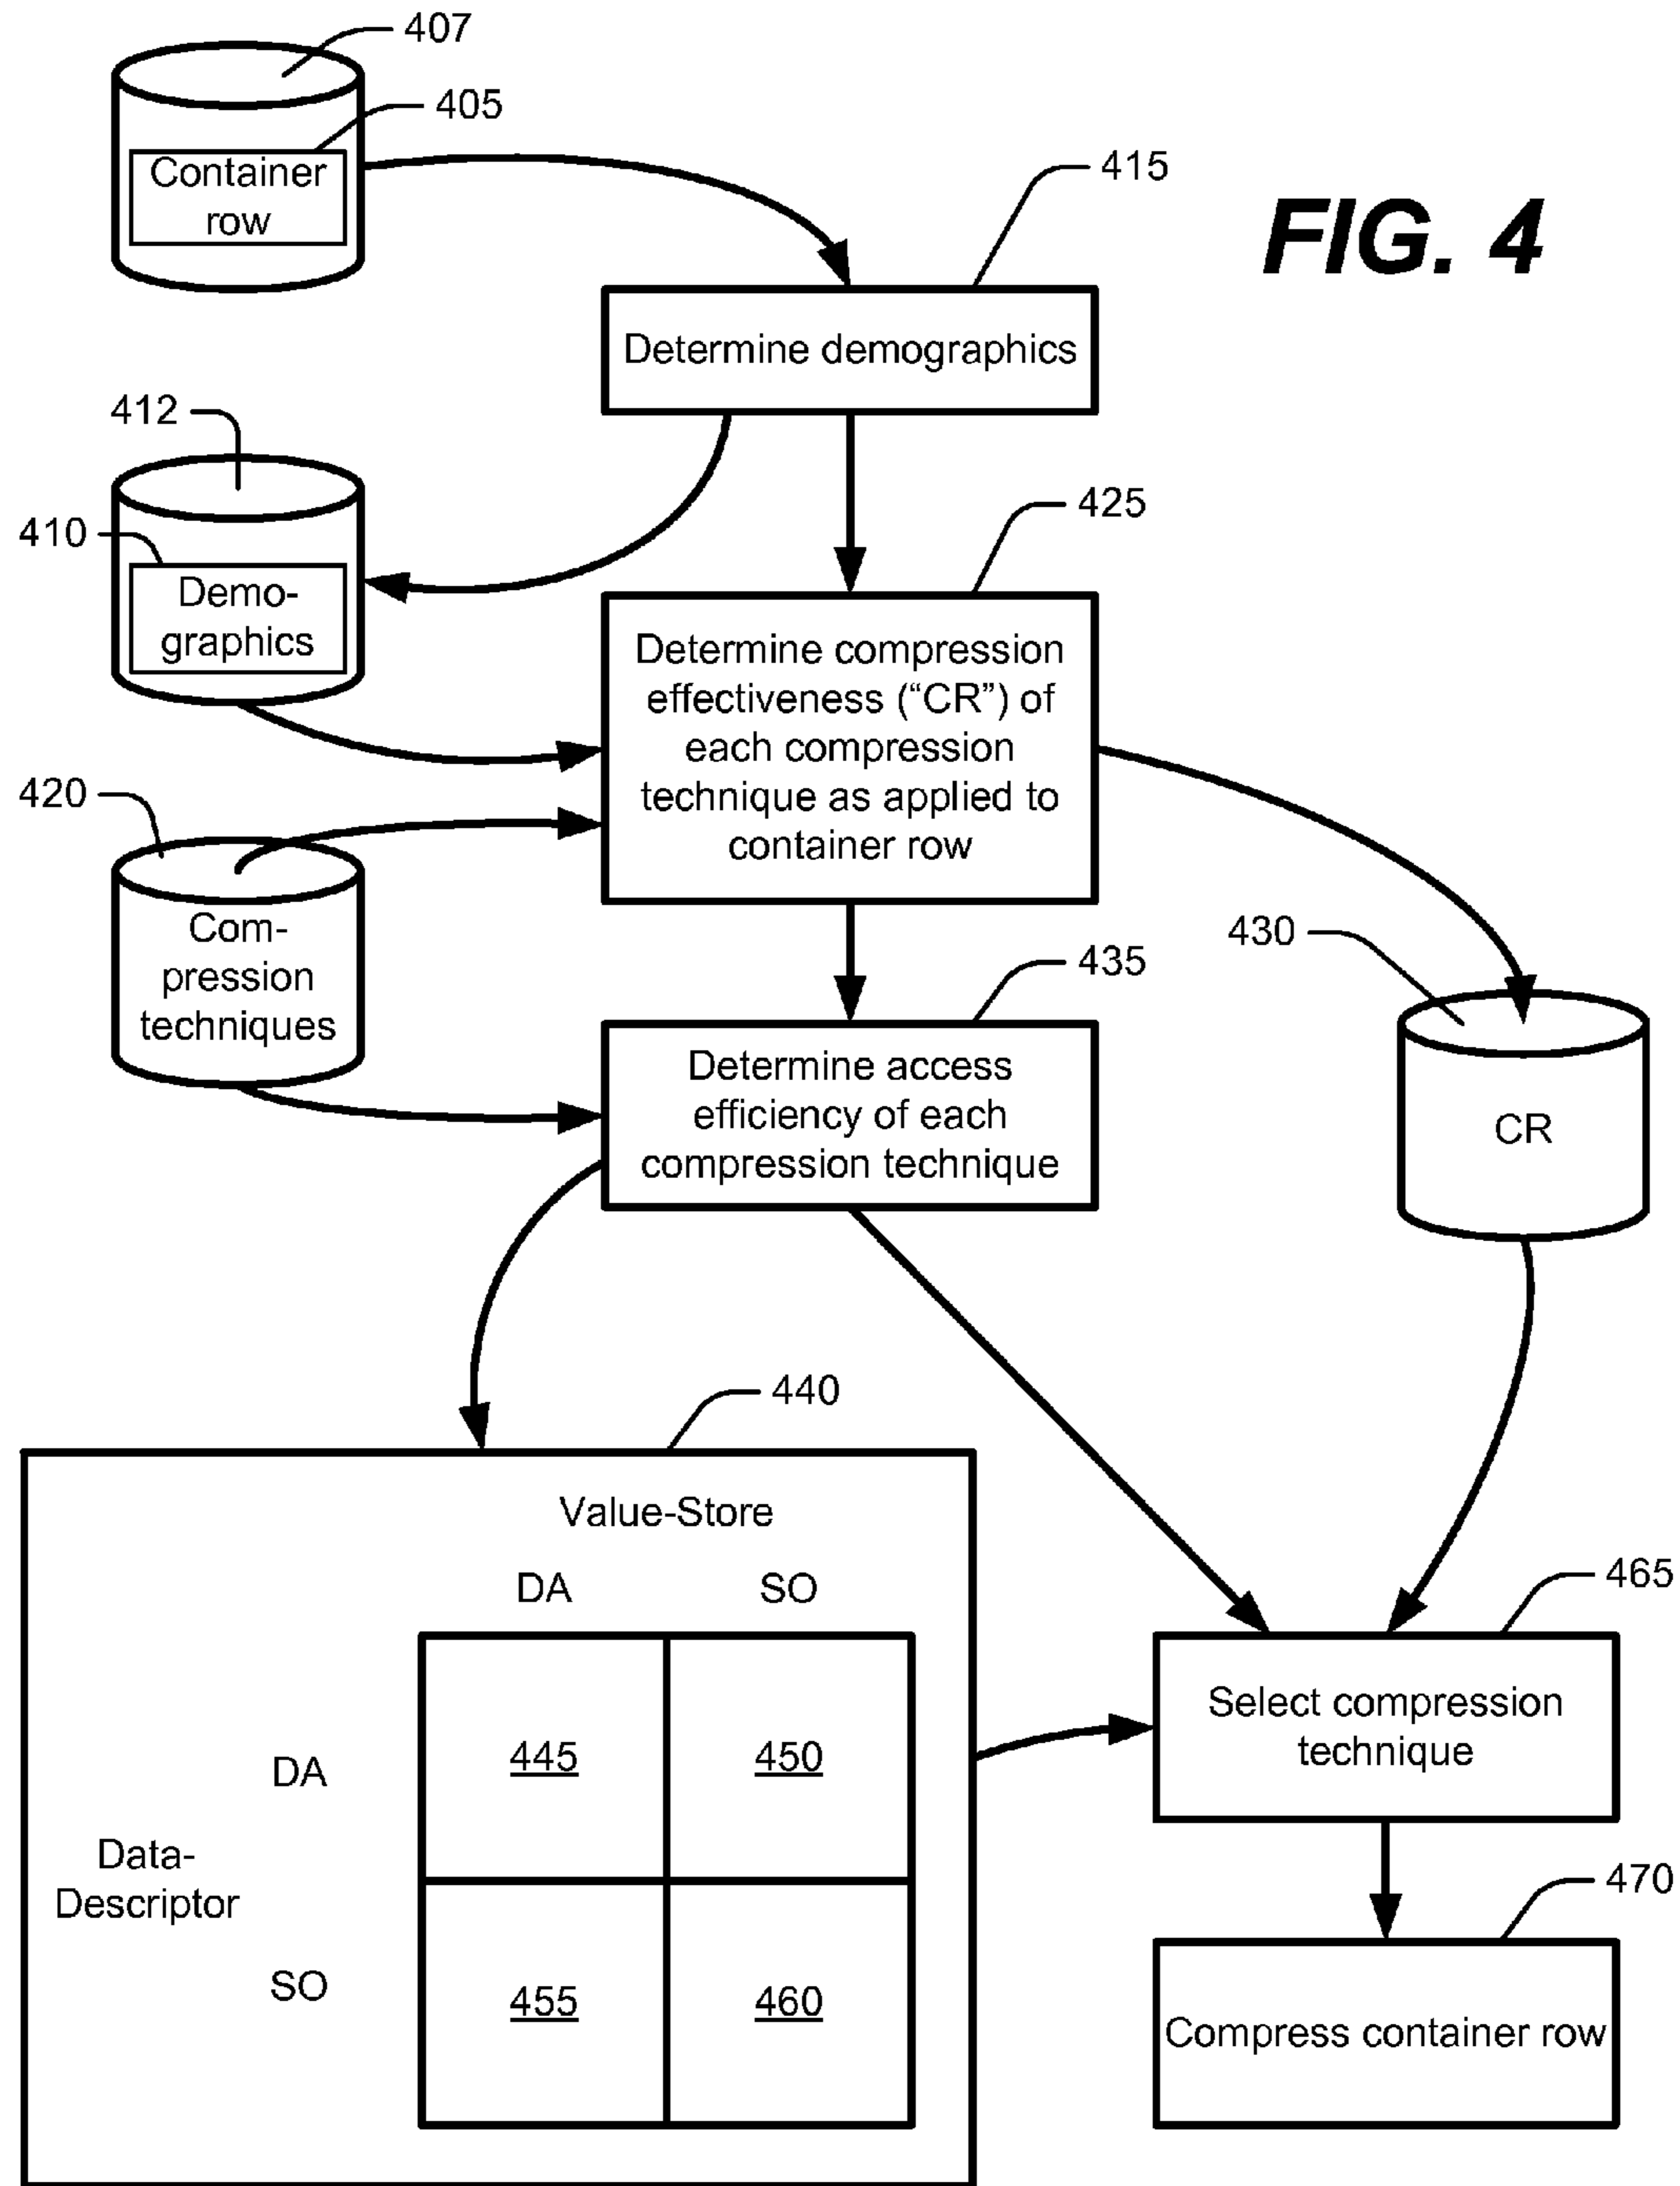 407
405
Container
row
415
FIG. 4
Determine demographics
412
410
Demo-
graphics
425
Determine compression
effectiveness (“CR”) of
each compression
technique as applied to
container row
420
Com-
pression
techniques
430
435
Determine access
efficiency of each
compression technique
CR
440
Value-Store
DA
SO
465
Select compression
technique
DA
445
450
Data-
Descriptor
SO
455
460
470
Compress container row